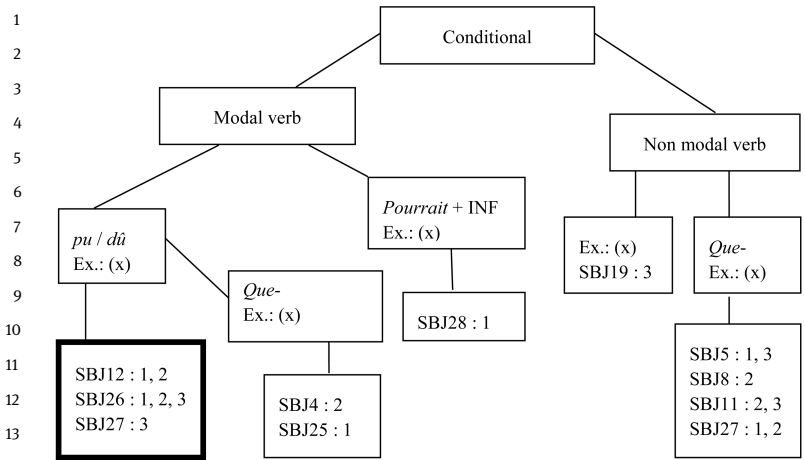 1
2
3
4
5
6
7
8
9
10
11
12
13
Conditional
Modal verb
Non modal verb
pu / dû
Ex.: (x)
Pourrait + INF
Ex.: (x)
Ex.: (x)
SBJ19 : 3
Que-
Ex.: (x)
Que-
Ex.: (x)
SBJ28 : 1
SBJ12 : 1, 2
SBJ26 : 1, 2, 3
SBJ27 : 3
SBJ4 : 2
SBJ25 : 1
SBJ5 : 1, 3
SBJ8 : 2
SBJ11 : 2, 3
SBJ27 : 1, 2